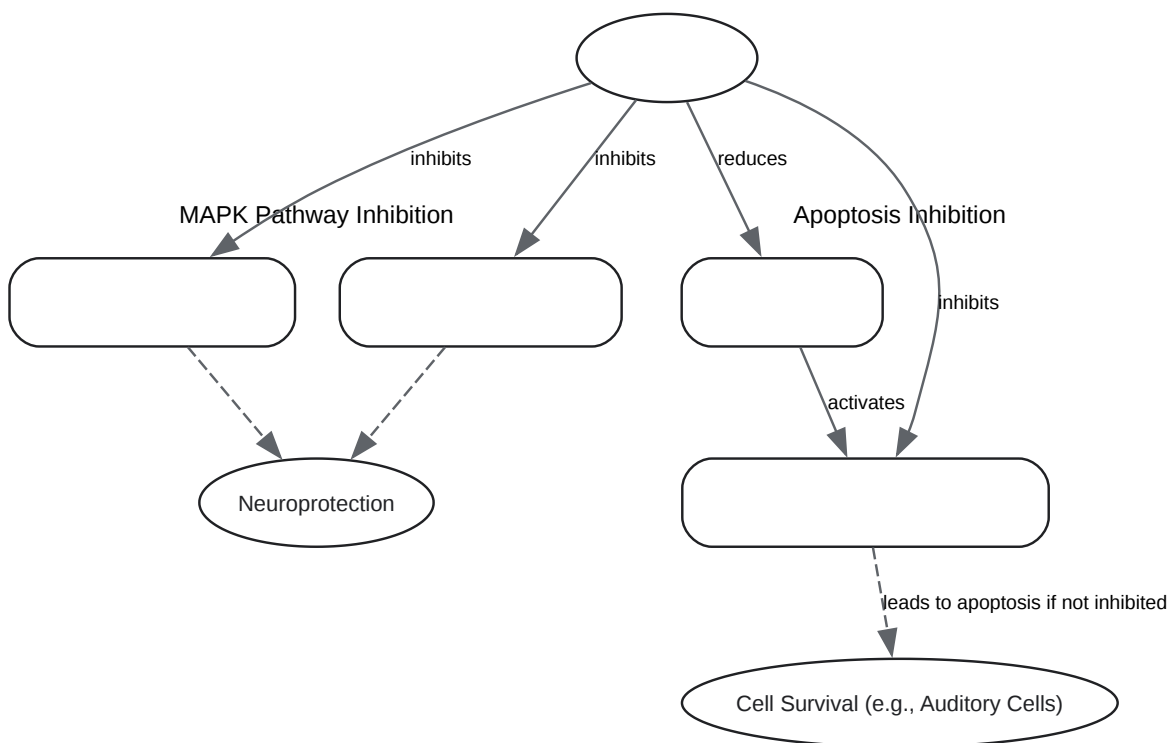 inhibits
inhibits
reduces
MAPK Pathway Inhibition
Apoptosis Inhibition
inhibits
activates
Neuroprotection
leads to apoptosis if not inhibited
Cell Survival (e.g., Auditory Cells)